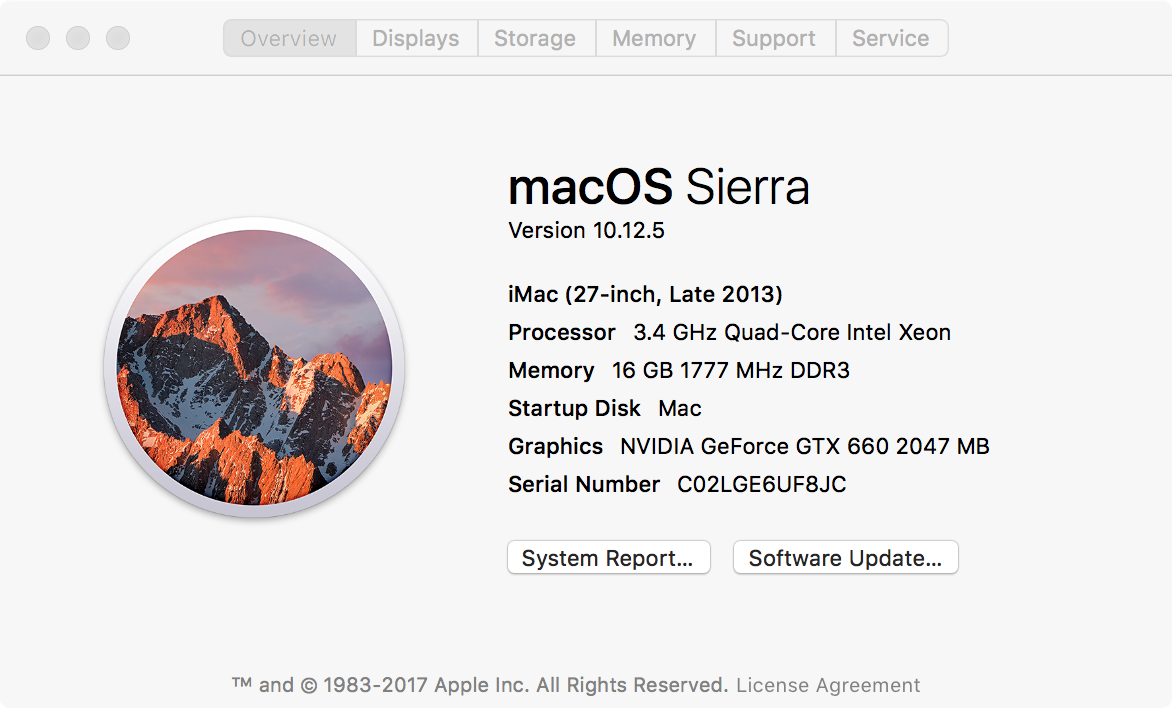 Overview Displays Storage Memory Support Service
macOS Sierra
Version 10.12.5
iMac (27-inch, Late 2013)
Processor 3.4 GHz Quad-Core Intel Xeon
Memory 16 GB 1777 MHz DDR3
Startup Disk Mac
Graphics NVIDIA GeForce GTX 660 2047 MB
Serial Number C02LGE6UF8JC
System Report... Software Update...
™ and © 1983-2017 Apple Inc. All Rights Reserved. License Agreement